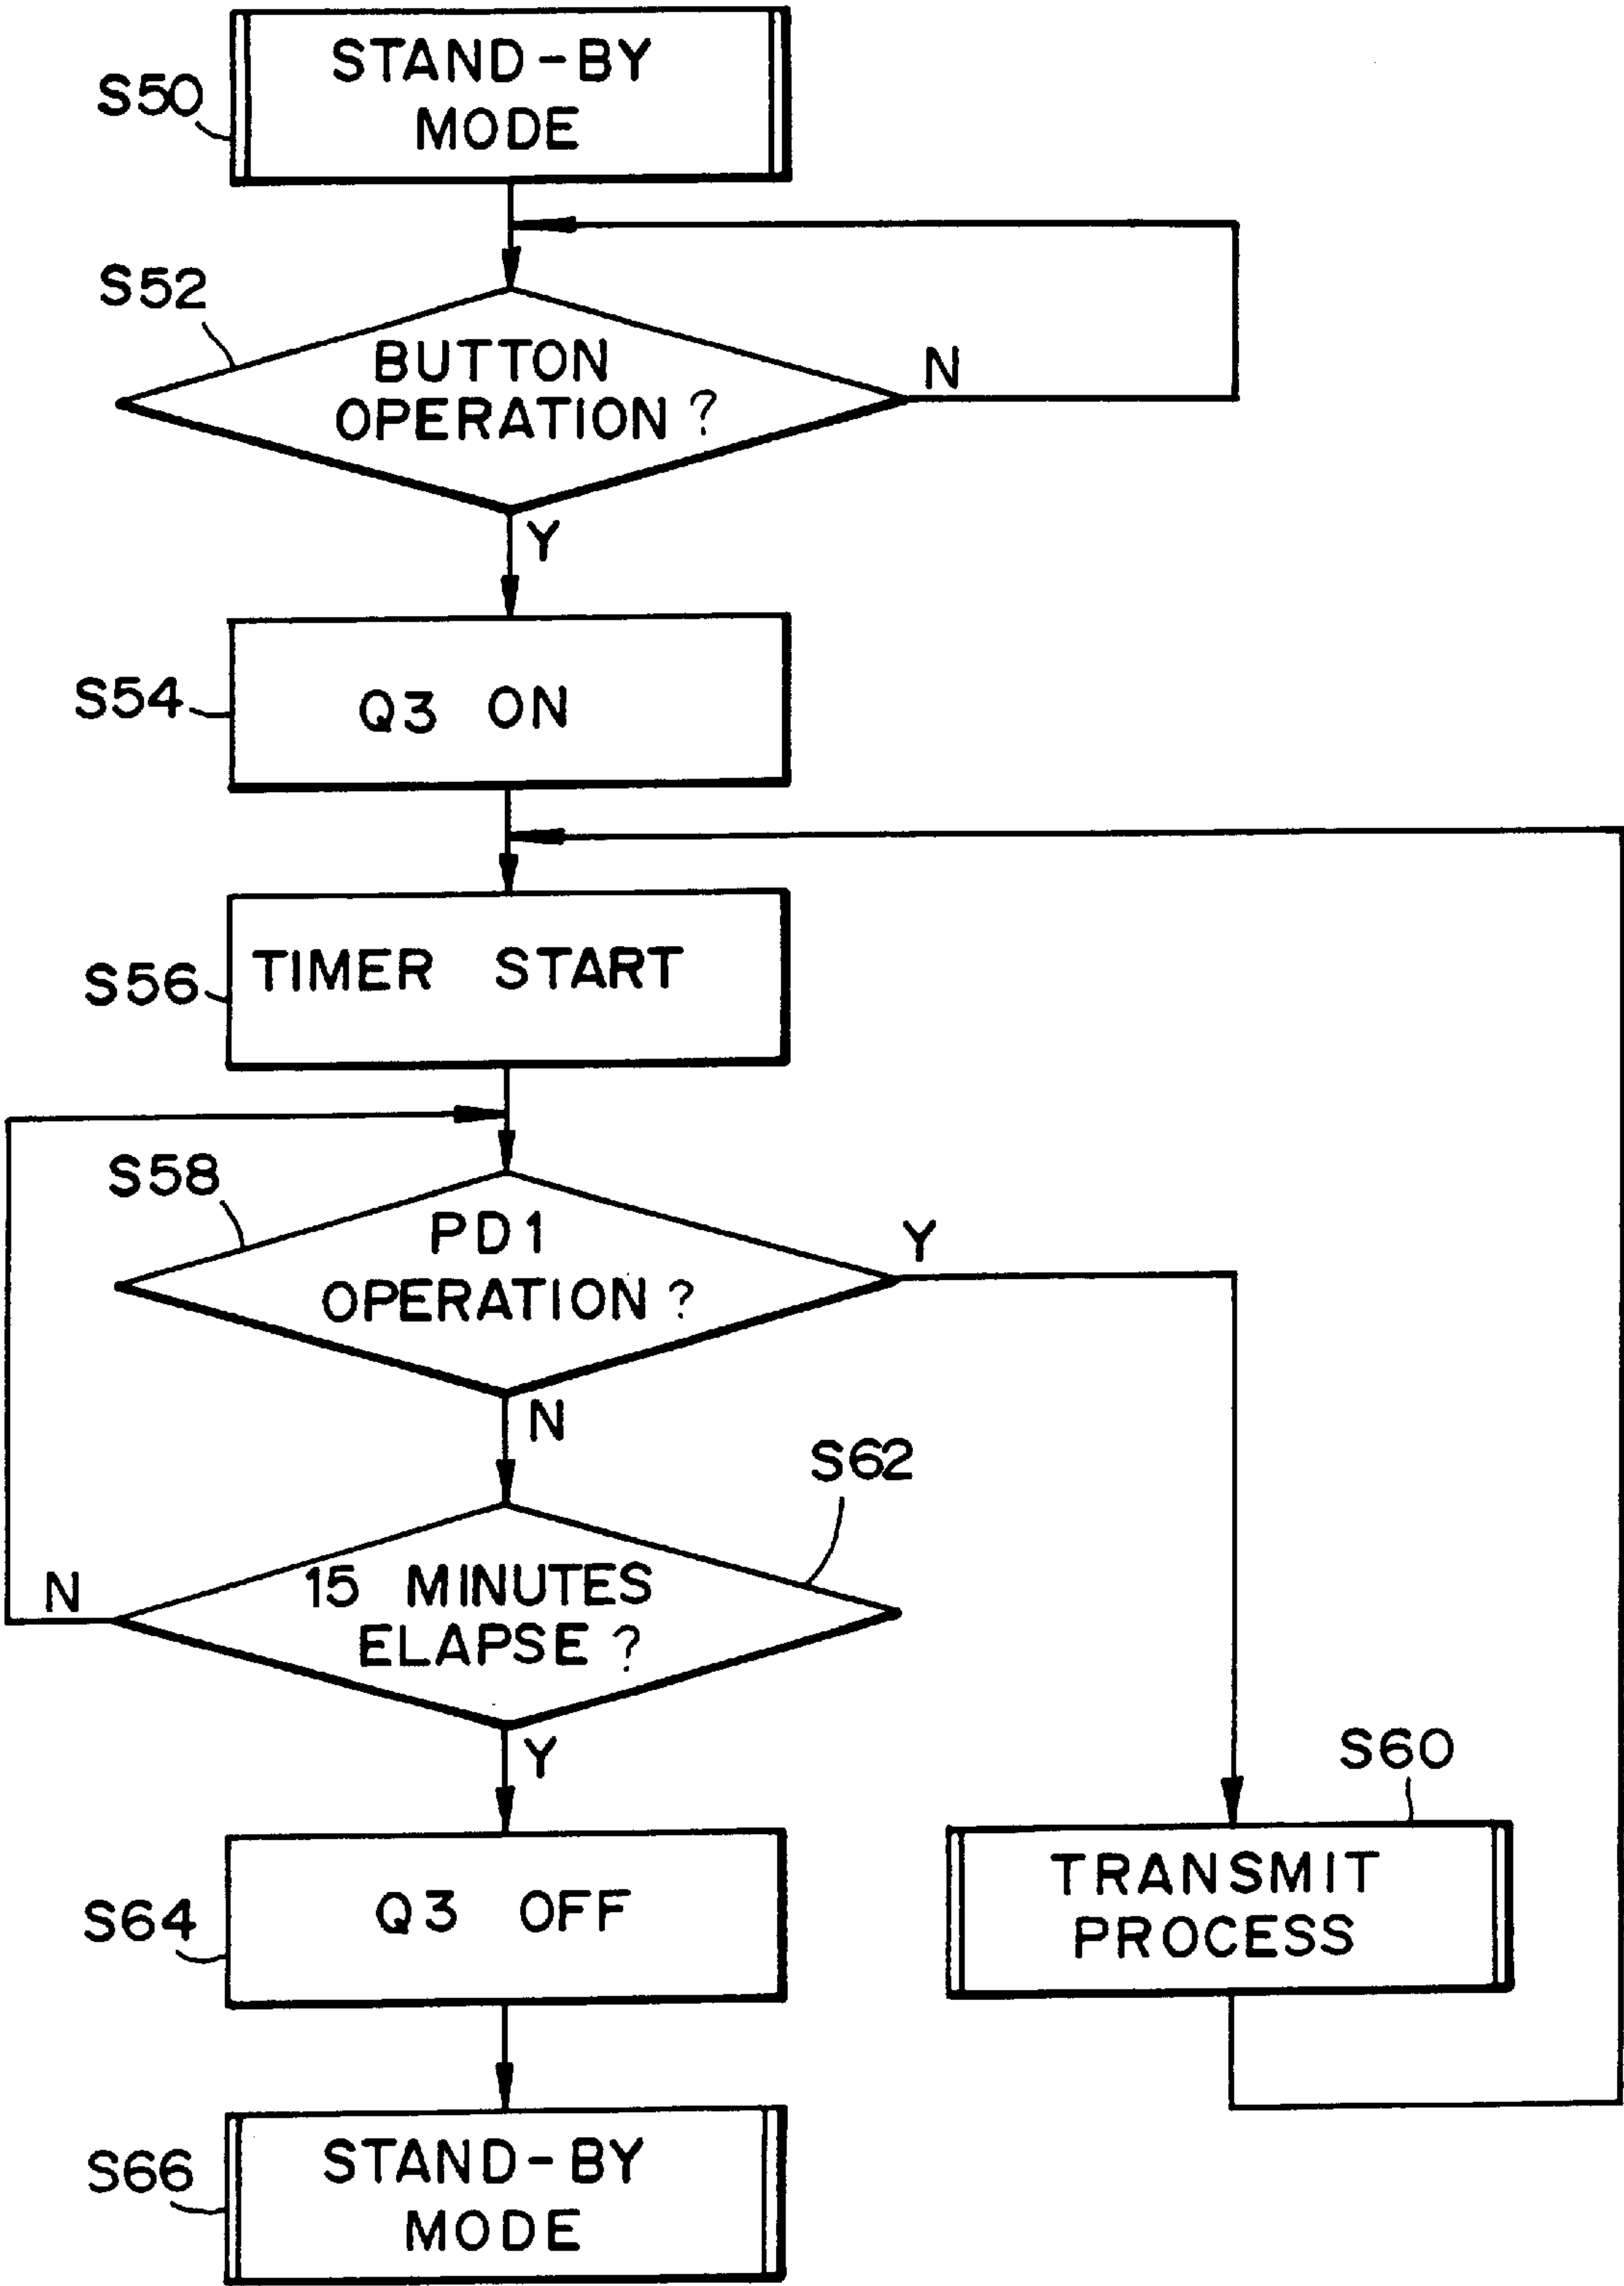 STAND-BY
MODE
S50
S52
BUTTON
OPERATION ?
N
Y
S54
Q3 ON
S56
TIMER START
S58
PD1
OPERATION ?
Y
N
S62
15 MINUTES
ELAPSE ?
N
Y
S60
TRANSMIT
PROCESS
S64
Q3 OFF
S66
STAND-BY
MODE